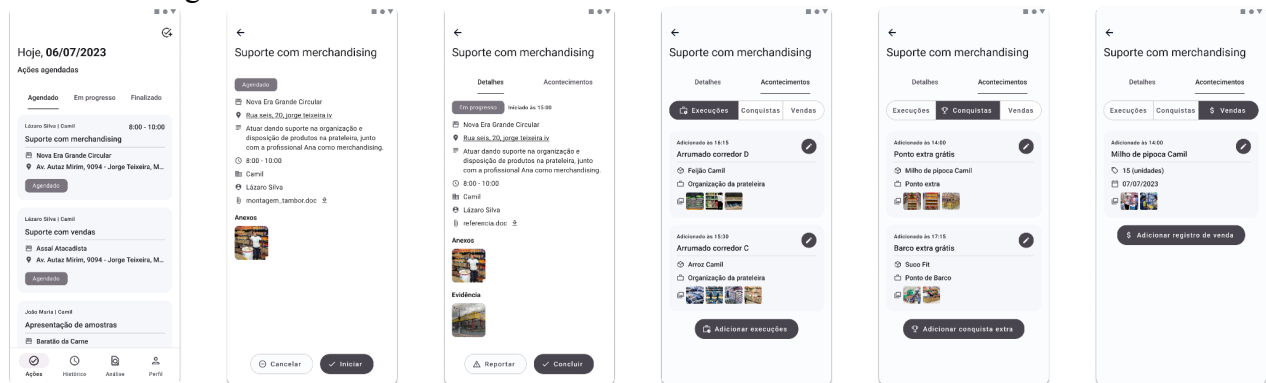 Hoje, 06/07/2023
Ações agendadas
Agendado Em progresso Finalizado
Lázaro Silva | Camil 8:00 - 10:00
Suporte com merchandising
Nova Era Grande Circular
Av. Autaz Mirim, 9094 - Jorge Teixeira, M...
Agendado
Lázaro Silva | Camil
Suporte com vendas
Assaí Atacadista
Av. Autaz Mirim, 9094 - Jorge Teixeira, M...
Agendado
João Maria | Camil
Apresentação de amostras
Baratão da Carne
Ações Histórico Análise Perfil
Suporte com merchandising
Agendado
Nova Era Grande Circular
Rua seis, 20, jorge teixeira iv
Atuar dando suporte na organização e
disposição de produtos na prateleira, junto
com a profissional Ana como merchandising.
8:00 - 10:00
Camil
Lázaro Silva
montagem_tambor.doc
Anexos
Cancelar Iniciar
Suporte com merchandising
Detalhes Acontecimentos
Em progresso Iniciado às 15:00
Nova Era Grande Circular
Rua seis, 20, jorge teixeira iv
Atuar dando suporte na organização e
disposição de produtos na prateleira, junto
com a profissional Ana como merchandising.
8:00 - 10:00
Camil
Lázaro Silva
referencia.doc
Anexos
Evidência
Reportar Concluir
Suporte com merchandising
Detalhes Acontecimentos
Execuções Conquistas Vendas
Adicionado às 16:15
Arrumado corredor D
Feijão Camil
Organização da prateleira
Adicionado às 15:30
Arrumado corredor C
Arroz Camil
Organização da prateleira
Adicionar execuções
Suporte com merchandising
Detalhes Acontecimentos
Execuções Conquistas Vendas
Adicionado às 14:00
Ponto extra grátis
Milho de pipoca Camil
Ponto extra
Adicionado às 17:15
Barco extra grátis
Suco Fit
Ponto de Barco
Adicionar conquista extra
Suporte com merchandising
Detalhes Acontecimentos
Execuções Conquistas $ Vendas
Adicionado às 14:00
Milho de pipoca Camil
15 (unidades)
07/07/2023
$ Adicionar registro de venda